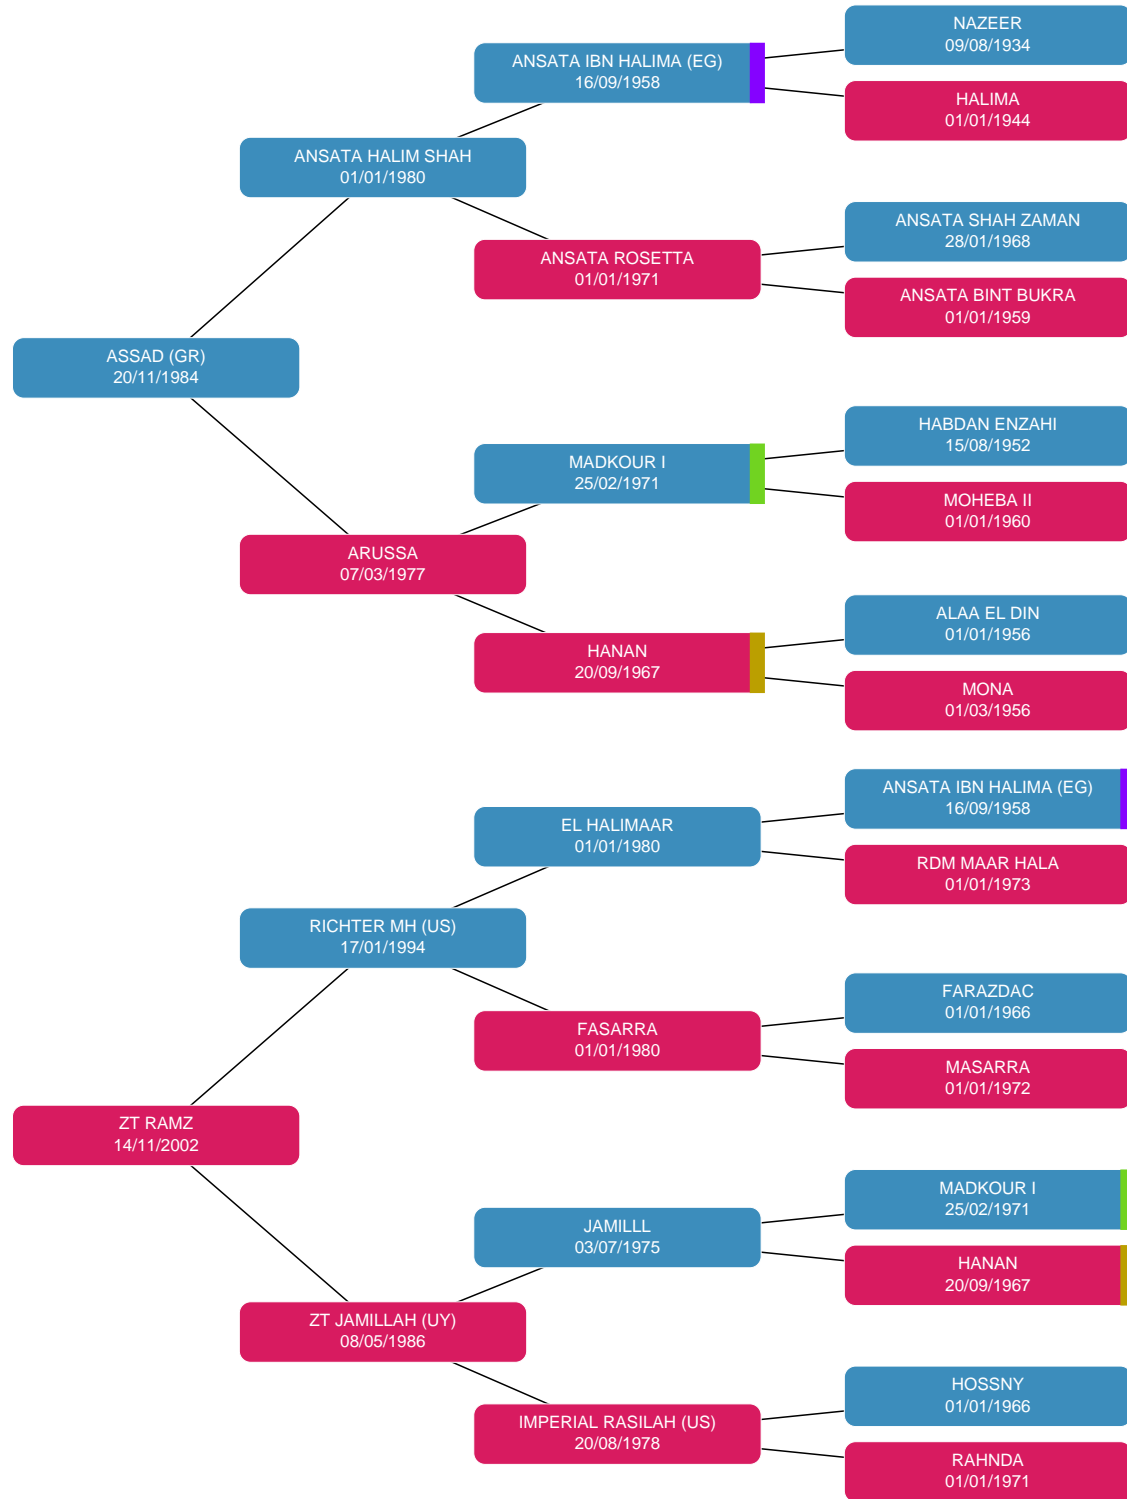 NAZEER
09/08/1934
ANSATA IBN HALIMA (EG)
16/09/1958
HALIMA
01/01/1944
ANSATA HALIM SHAH
01/01/1980
ANSATA SHAH ZAMAN
28/01/1968
ANSATA ROSETTA
01/01/1971
ANSATA BINT BUKRA
01/01/1959
ASSAD (GR)
20/11/1984
HABDAN ENZAHI
15/08/1952
MADKOUR I
25/02/1971
MOHEBA II
01/01/1960
ARUSSA
07/03/1977
ALAA EL DIN
01/01/1956
HANAN
20/09/1967
MONA
01/03/1956
ANSATA IBN HALIMA (EG)
16/09/1958
EL HALIMAAR
01/01/1980
RDM MAAR HALA
01/01/1973
RICHTER MH (US)
17/01/1994
FARAZDAC
01/01/1966
FASARRA
01/01/1980
MASARRA
01/01/1972
ZT RAMZ
14/11/2002
MADKOUR I
25/02/1971
JAMILLL
03/07/1975
HANAN
20/09/1967
ZT JAMILLAH (UY)
08/05/1986
HOSSNY
01/01/1966
IMPERIAL RASILAH (US)
20/08/1978
RAHNDA
01/01/1971